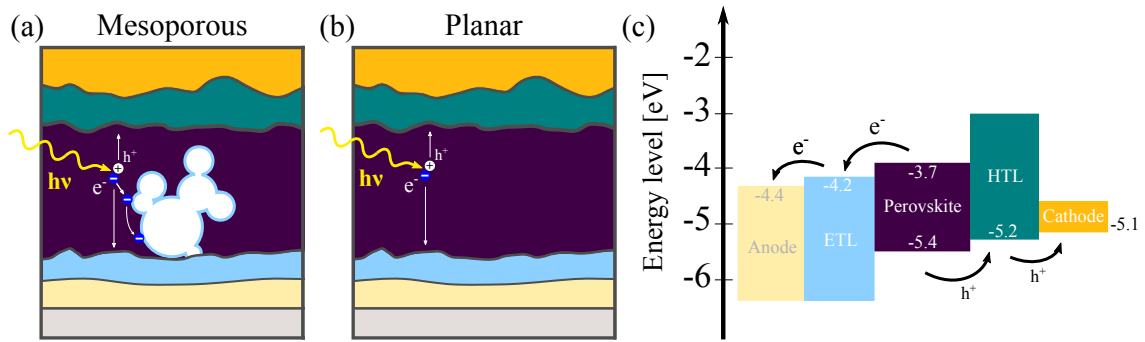 (a) Mesoporous
hν
h⁺
+
e⁻
−
−
−
(b) Planar
hν
h⁺
+
e⁻
−
(c)
Energy level [eV]
-2
-3
-4
-5
-6
e⁻
e⁻
-4.4
Anode
-4.2
ETL
-3.7
Perovskite
-5.4
HTL
-5.2
Cathode
-5.1
h⁺
h⁺